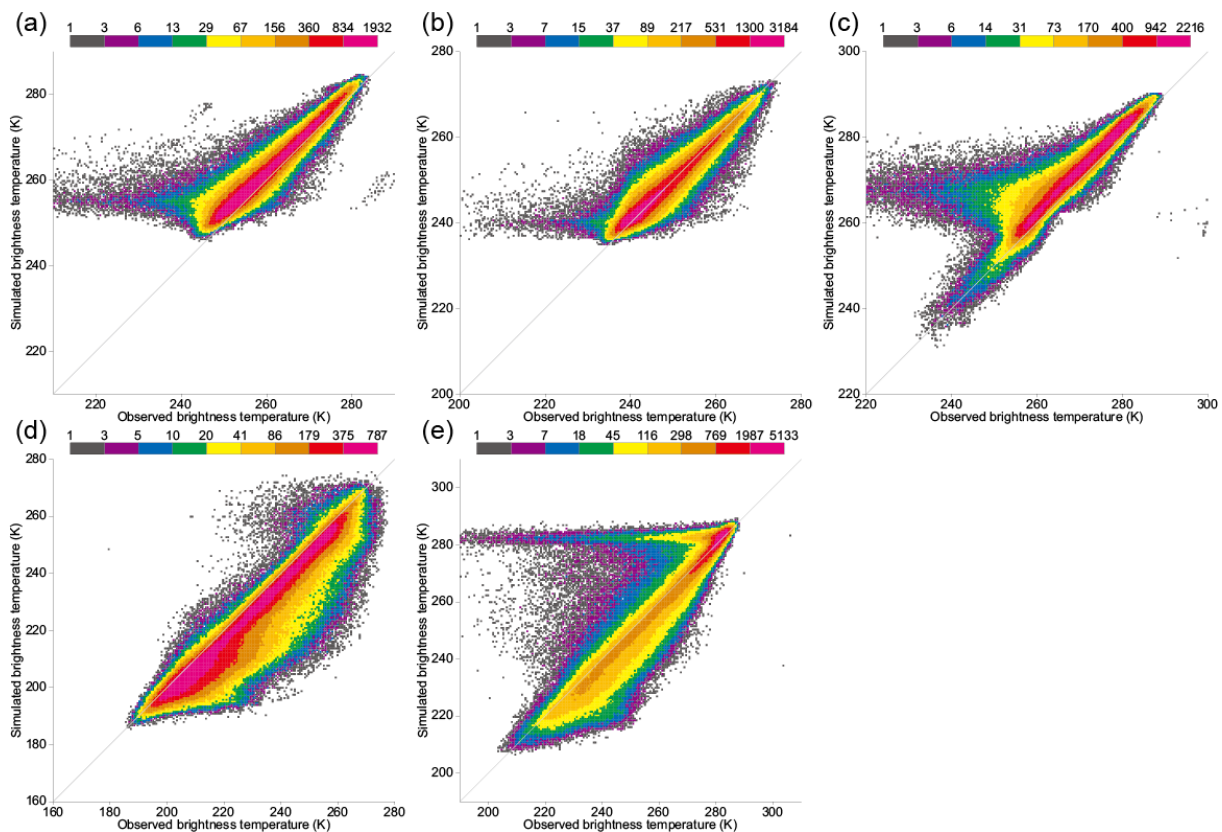 (a) 1 3 6 13 29 67 156 360 834 1932
(b) 1 3 7 15 37 89 217 531 1300 3184
(c) 1 3 6 14 31 73 170 400 942 2216
280
260
240
220
Simulated brightness temperature (K)
220 240 260 280
Observed brightness temperature (K)
280
260
240
220
200
Simulated brightness temperature (K)
200 220 240 260 280
Observed brightness temperature (K)
300
280
260
240
220
Simulated brightness temperature (K)
220 240 260 280 300
Observed brightness temperature (K)
(d) 1 3 5 10 20 41 86 179 375 787
(e) 1 3 7 18 45 116 298 769 1987 5133
280
260
240
220
200
180
160
Simulated brightness temperature (K)
160 180 200 220 240 260 280
Observed brightness temperature (K)
300
280
260
240
220
200
Simulated brightness temperature (K)
200 220 240 260 280 300
Observed brightness temperature (K)